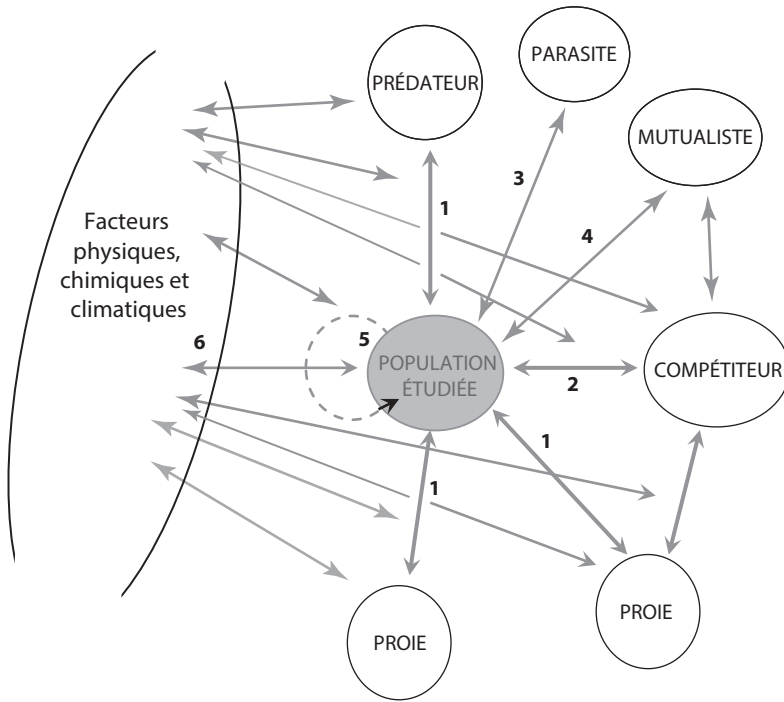 PARASITE
PRÉDATEUR
MUTUALISTE
3
1
4
Facteurs
physiques,
chimiques et
climatiques
6
5
POPULATION
ÉTUDIÉE
2
COMPÉTITEUR
1
1
PROIE
PROIE